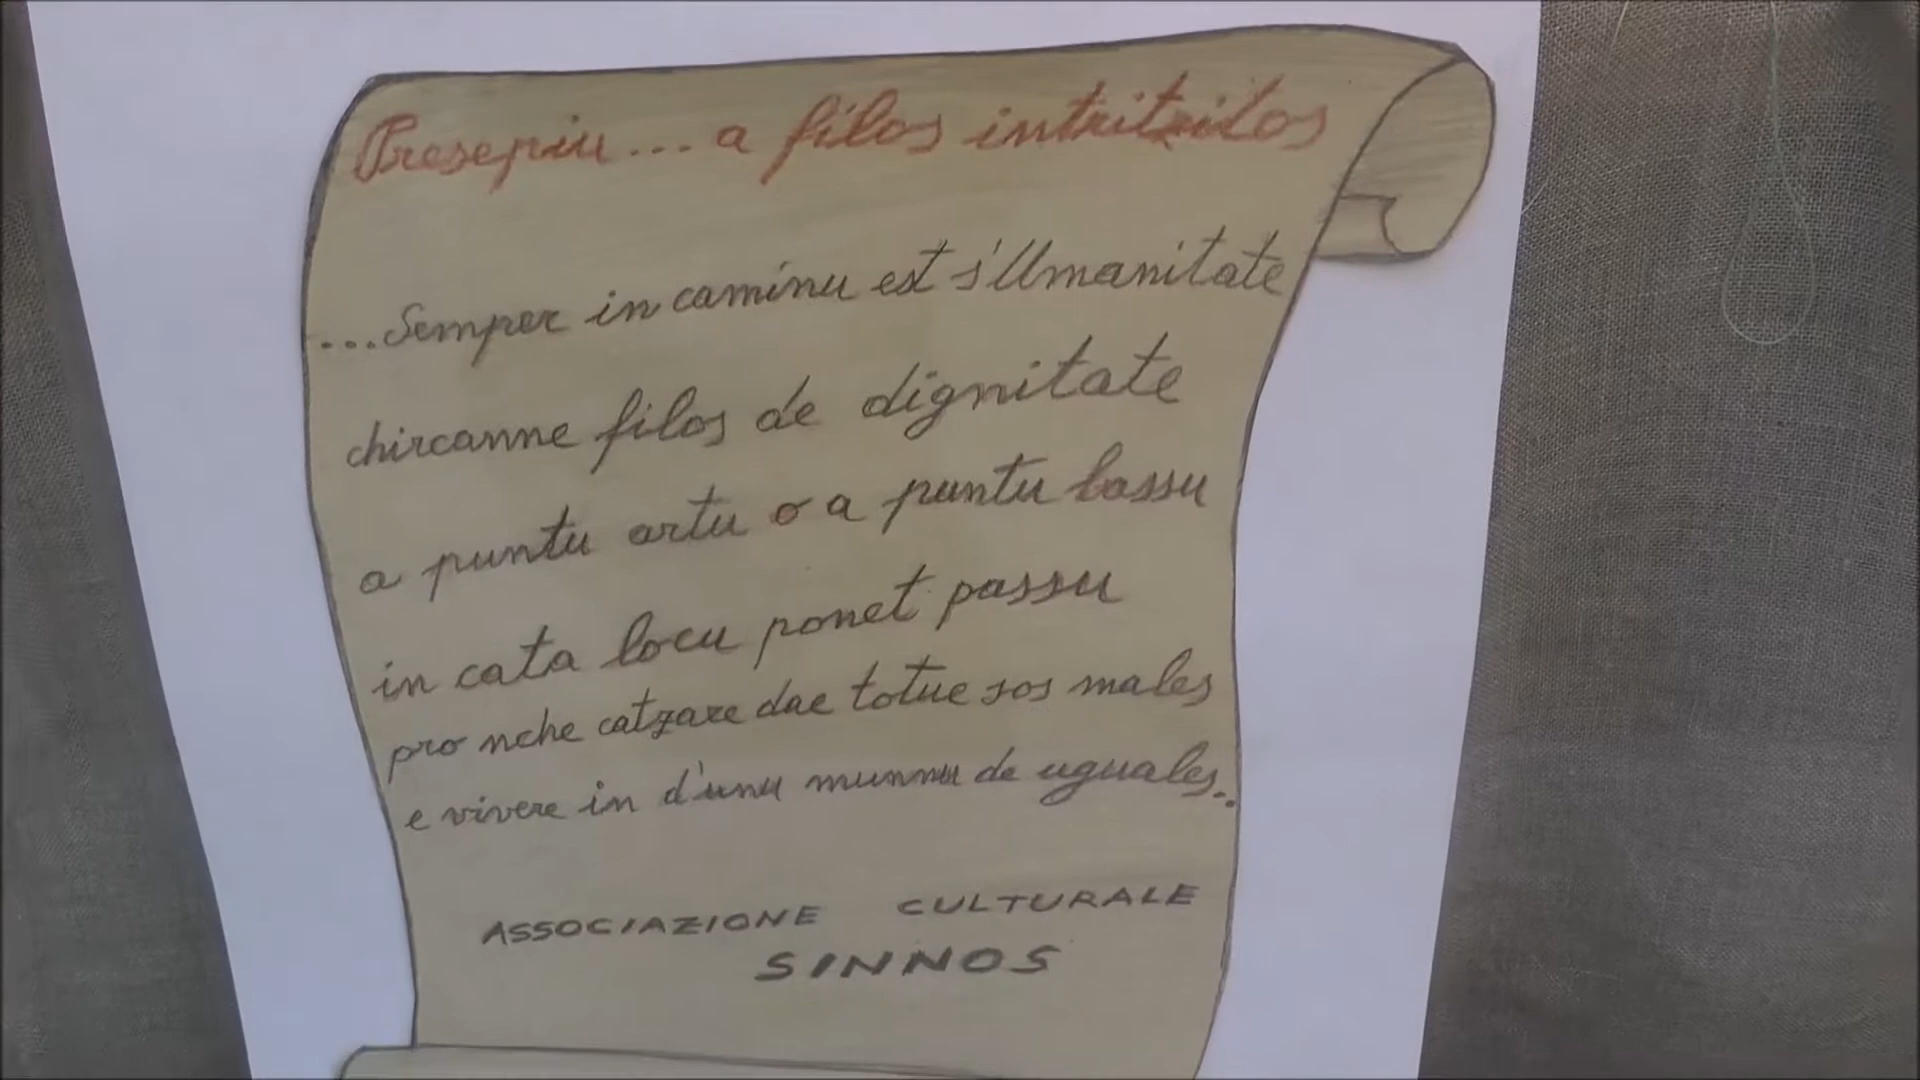 Presepiu... a filos intritzilos
...Semper in caminu est s'Umanitate
chircanne filos de dignitate
a puntu artu o a puntu bassu
in cata locu ponet passu
pro nche catzare dae totue sos males
e vivere in d'unu munnu de uguales..
ASSOCIAZIONE CULTURALE
SINNOS